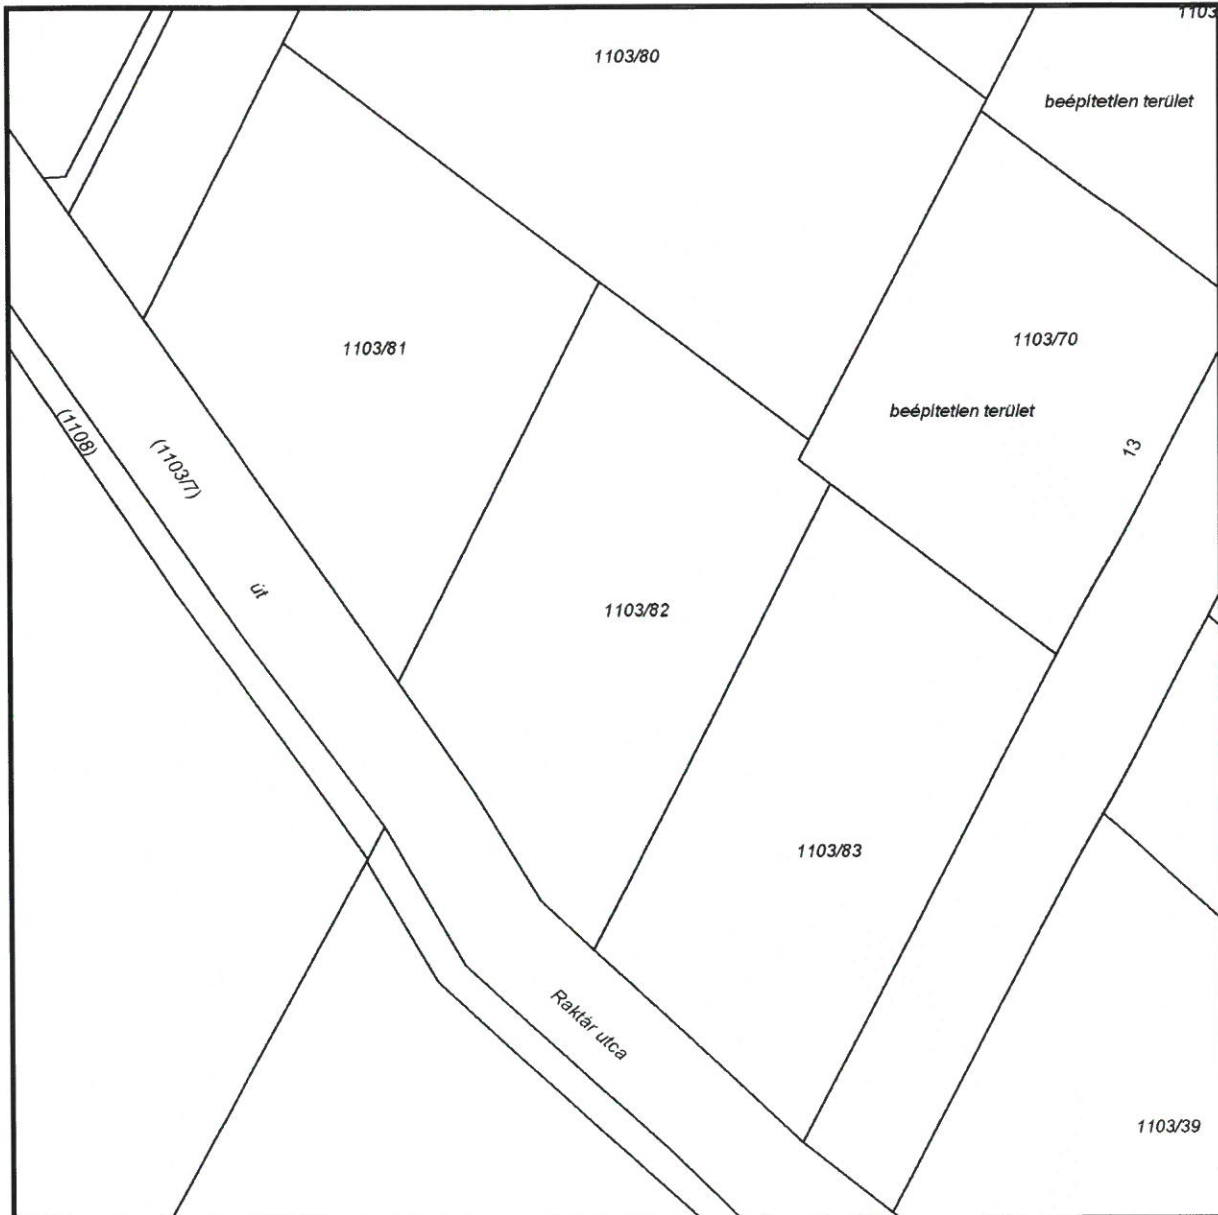 1103
1103/80
beépítetlen terület
1103/70
1103/81
beépítetlen terület
(1108)
(1103/7)
13
út
1103/82
1103/83
Raktár utca
1103/39